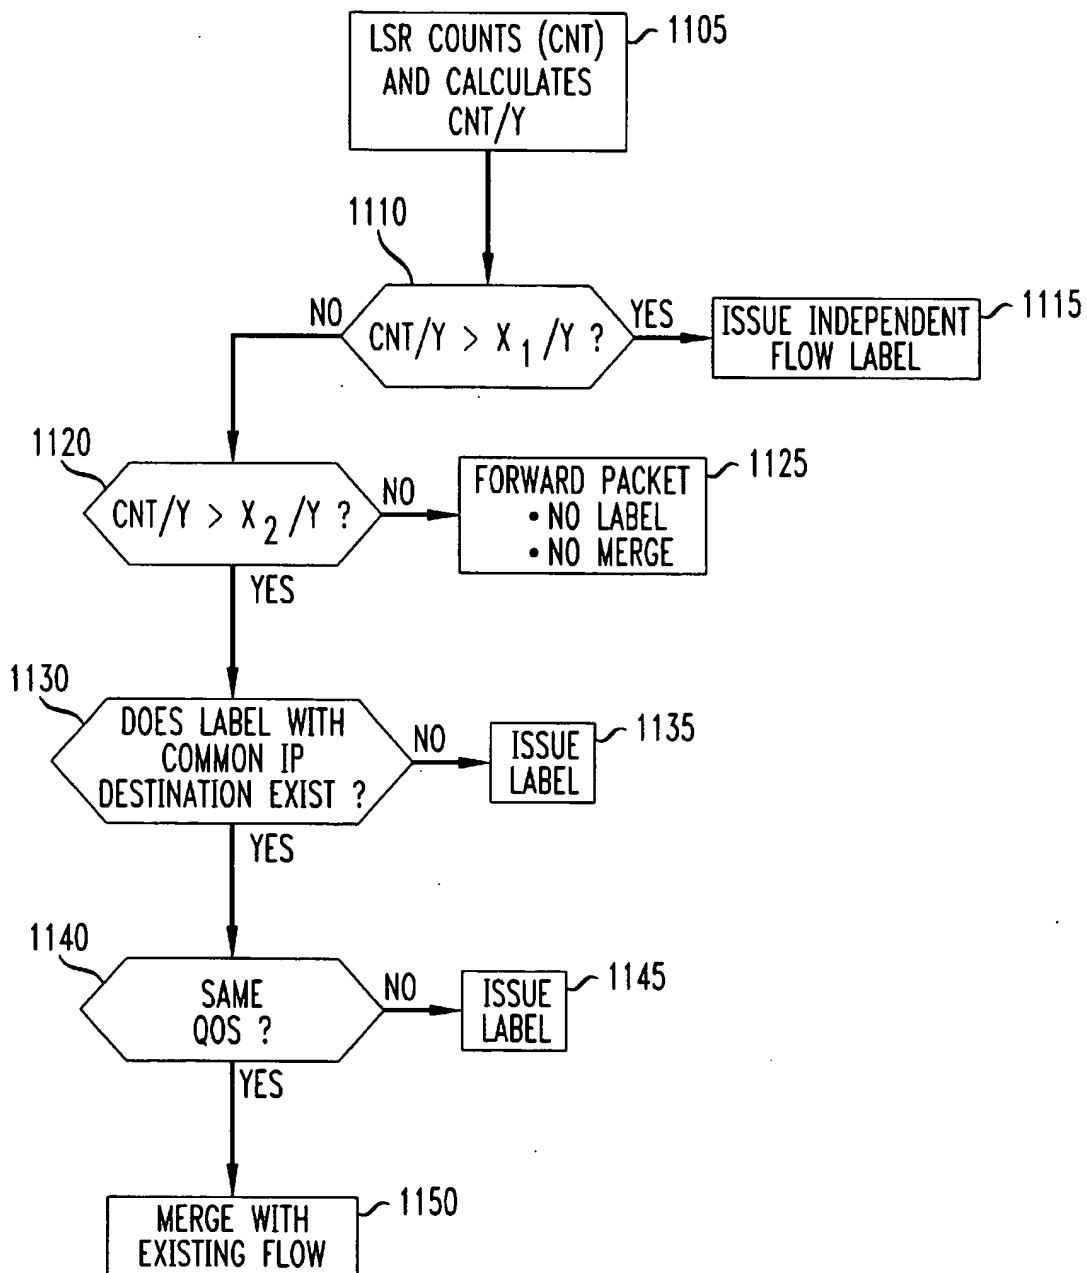 LSR COUNTS (CNT)
AND CALCULATES
CNT/Y
1105
1110
NO
CNT/Y > X1/Y ?
YES
ISSUE INDEPENDENT
FLOW LABEL
1115
1120
CNT/Y > X2/Y ?
NO
FORWARD PACKET
• NO LABEL
• NO MERGE
1125
YES
1130
DOES LABEL WITH
COMMON IP
DESTINATION EXIST ?
NO
ISSUE
LABEL
1135
YES
1140
SAME
QOS ?
NO
ISSUE
LABEL
1145
YES
MERGE WITH
EXISTING FLOW
1150